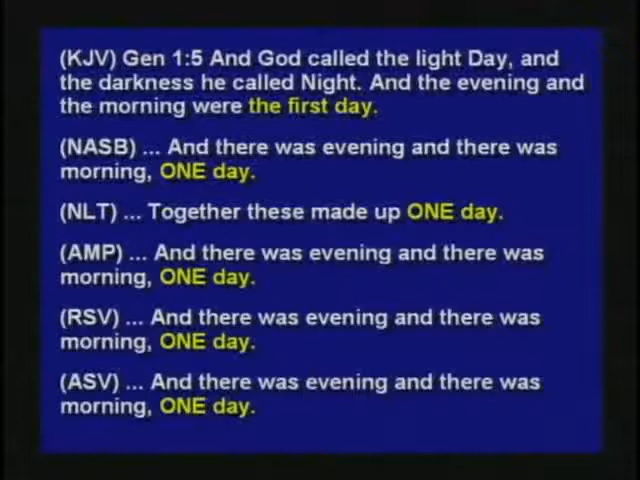 (KJV) Gen 1:5 And God called the light Day, and
the darkness he called Night. And the evening and
the morning were the first day.
(NASB) ... And there was evening and there was
morning, ONE day.
(NLT) ... Together these made up ONE day.
(AMP) ... And there was evening and there was
morning, ONE day.
(RSV) ... And there was evening and there was
morning, ONE day.
(ASV) ... And there was evening and there was
morning, ONE day.